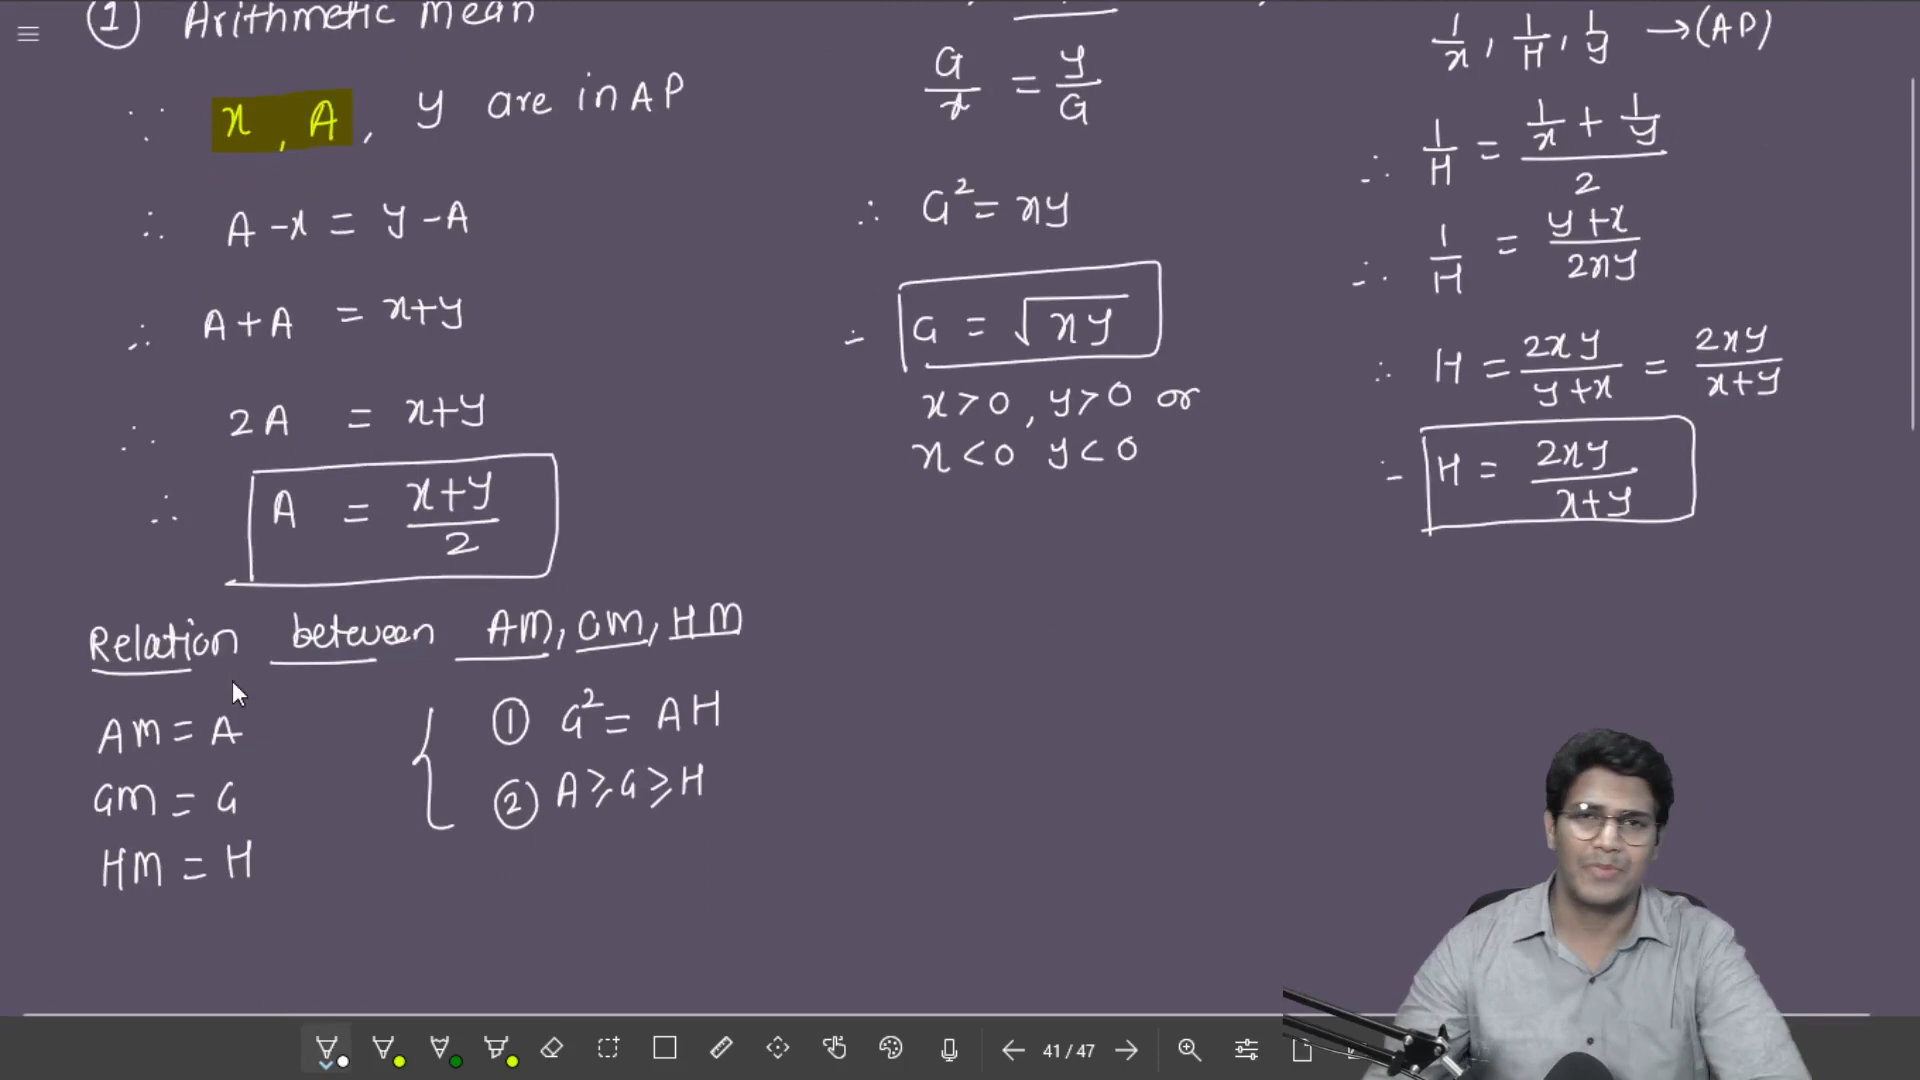 ① Arithmetic Mean
∵ x, A, y are in AP
∴ A - x = y - A
∴ A + A = x + y
∴ 2A = x + y
∴ A = (x + y)/2
G/x = y/G
∴ G² = xy
∴ G = √xy
x > 0, y > 0 or
x < 0 y < 0
1/x, 1/H, 1/y → (AP)
∴ 1/H = (1/x + 1/y)/2
∴ 1/H = (y + x)/2xy
∴ H = 2xy/(y + x) = 2xy/(x + y)
∴ H = 2xy/(x + y)
Relation between AM, GM, HM
AM = A
GM = G
HM = H
① G² = AH
② A ≥ G ≥ H
41 / 47